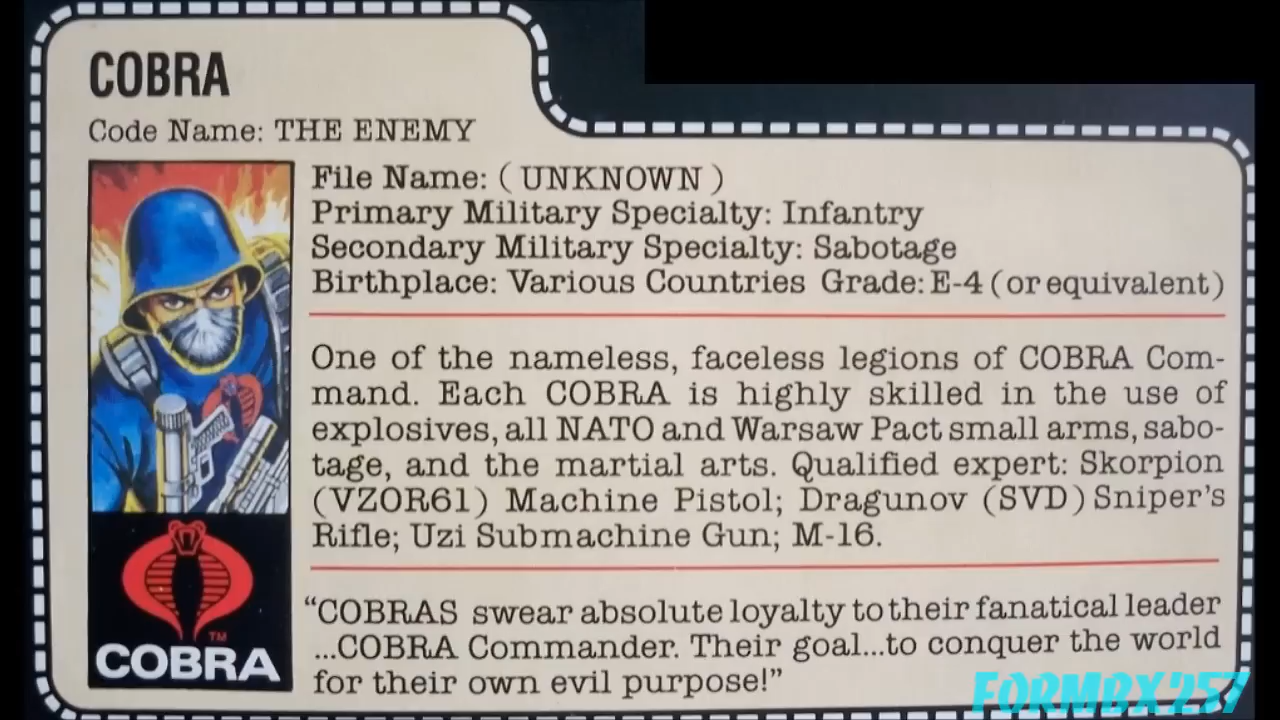 COBRA
Code Name: THE ENEMY
File Name: (UNKNOWN)
Primary Military Specialty: Infantry
Secondary Military Specialty: Sabotage
Birthplace: Various Countries Grade: E-4 (or equivalent)
One of the nameless, faceless legions of COBRA Com-
mand. Each COBRA is highly skilled in the use of
explosives, all NATO and Warsaw Pact small arms, sabo-
tage, and the martial arts. Qualified expert: Skorpion
(VZOR61) Machine Pistol; Dragunov (SVD) Sniper's
Rifle; Uzi Submachine Gun; M-16.
"COBRAS swear absolute loyalty to their fanatical leader
...COBRA Commander. Their goal...to conquer the world
for their own evil purpose!"
TM
COBRA
FORMBX257